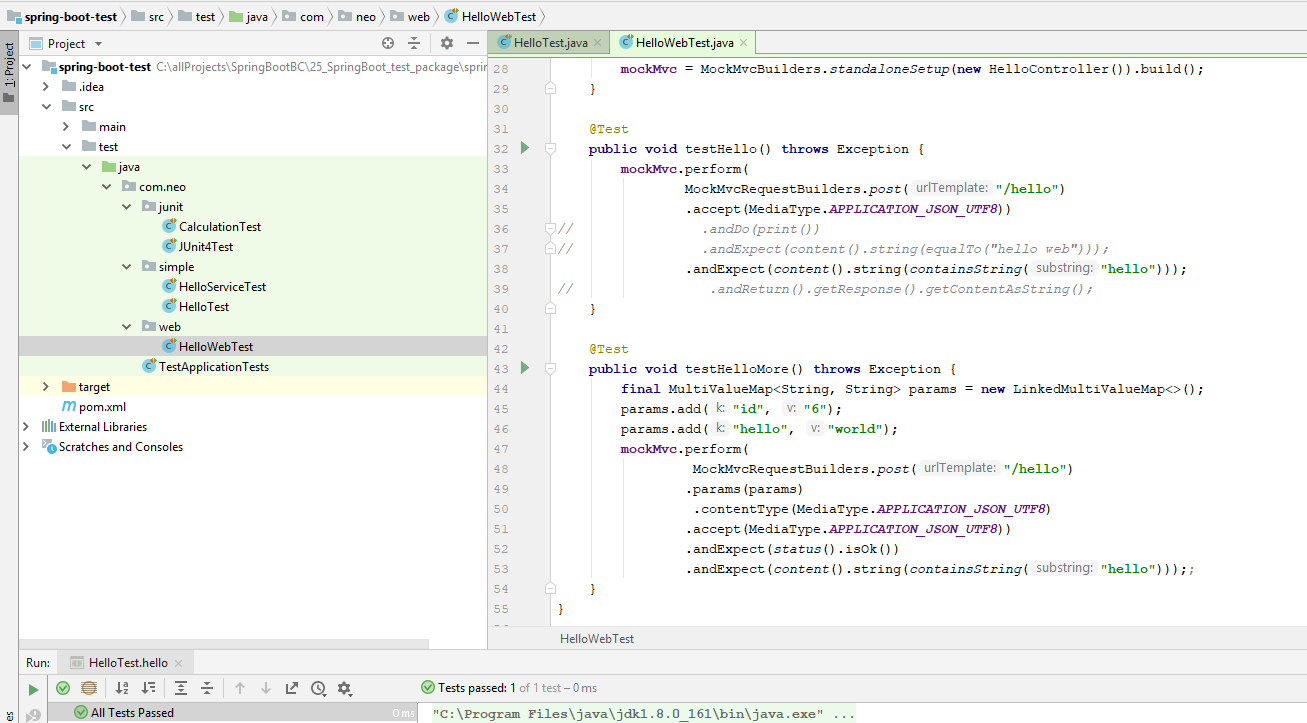 spring-boot-test src test java com neo web HelloWebTest
1: Project
Project
HelloTest.java HelloWebTest.java
spring-boot-test C:\allProjects\SpringBootBC\25_SpringBoot_test_package\sprin
.idea
src
main
test
java
com.neo
junit
CalculationTest
JUnit4Test
simple
HelloServiceTest
HelloTest
web
HelloWebTest
TestApplicationTests
target
pom.xml
External Libraries
Scratches and Consoles
28 mockMvc = MockMvcBuilders.standaloneSetup(new HelloController()).build();
29 }
30
31 @Test
32 public void testHello() throws Exception {
33 mockMvc.perform(
34 MockMvcRequestBuilders.post( urlTemplate: "/hello")
35 .accept(MediaType.APPLICATION_JSON_UTF8))
36 // .andDo(print())
37 // .andExpect(content().string(equalTo("hello web")));
38 .andExpect(content().string(containsString( substring: "hello")));
39 // .andReturn().getResponse().getContentAsString();
40 }
41
42 @Test
43 public void testHelloMore() throws Exception {
44 final MultiValueMap<String, String> params = new LinkedMultiValueMap<>();
45 params.add( k: "id", v: "6");
46 params.add( k: "hello", v: "world");
47 mockMvc.perform(
48 MockMvcRequestBuilders.post( urlTemplate: "/hello")
49 .params(params)
50 .contentType(MediaType.APPLICATION_JSON_UTF8)
51 .accept(MediaType.APPLICATION_JSON_UTF8))
52 .andExpect(status().isOk())
53 .andExpect(content().string(containsString( substring: "hello")));;
54 }
55 }
HelloWebTest
Run: HelloTest.hello
Tests passed: 1 of 1 test – 0 ms
All Tests Passed 0 ms
"C:\Program Files\java\jdk1.8.0_161\bin\java.exe" ...